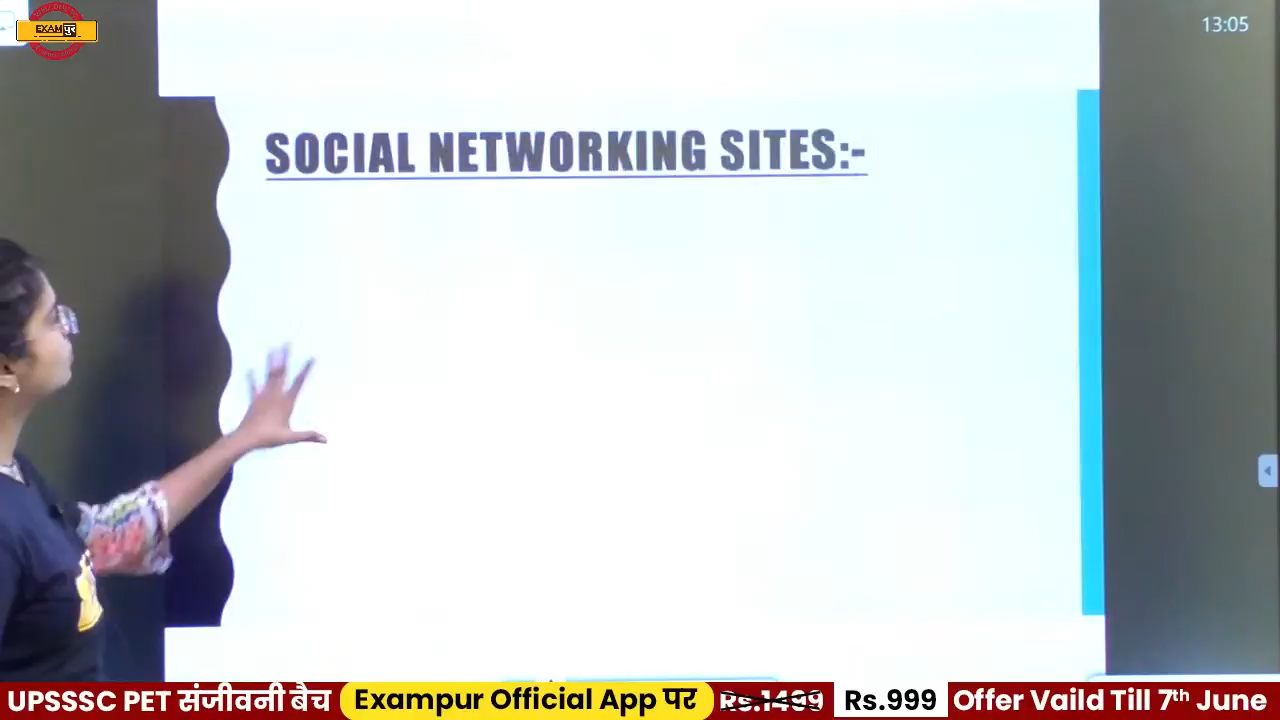 EXAMपुर
13:05
SOCIAL NETWORKING SITES:-
UPSSSC PET संजीवनी बैच Exampur Official App पर Rs.1499 Rs.999 Offer Vaild Till 7th June